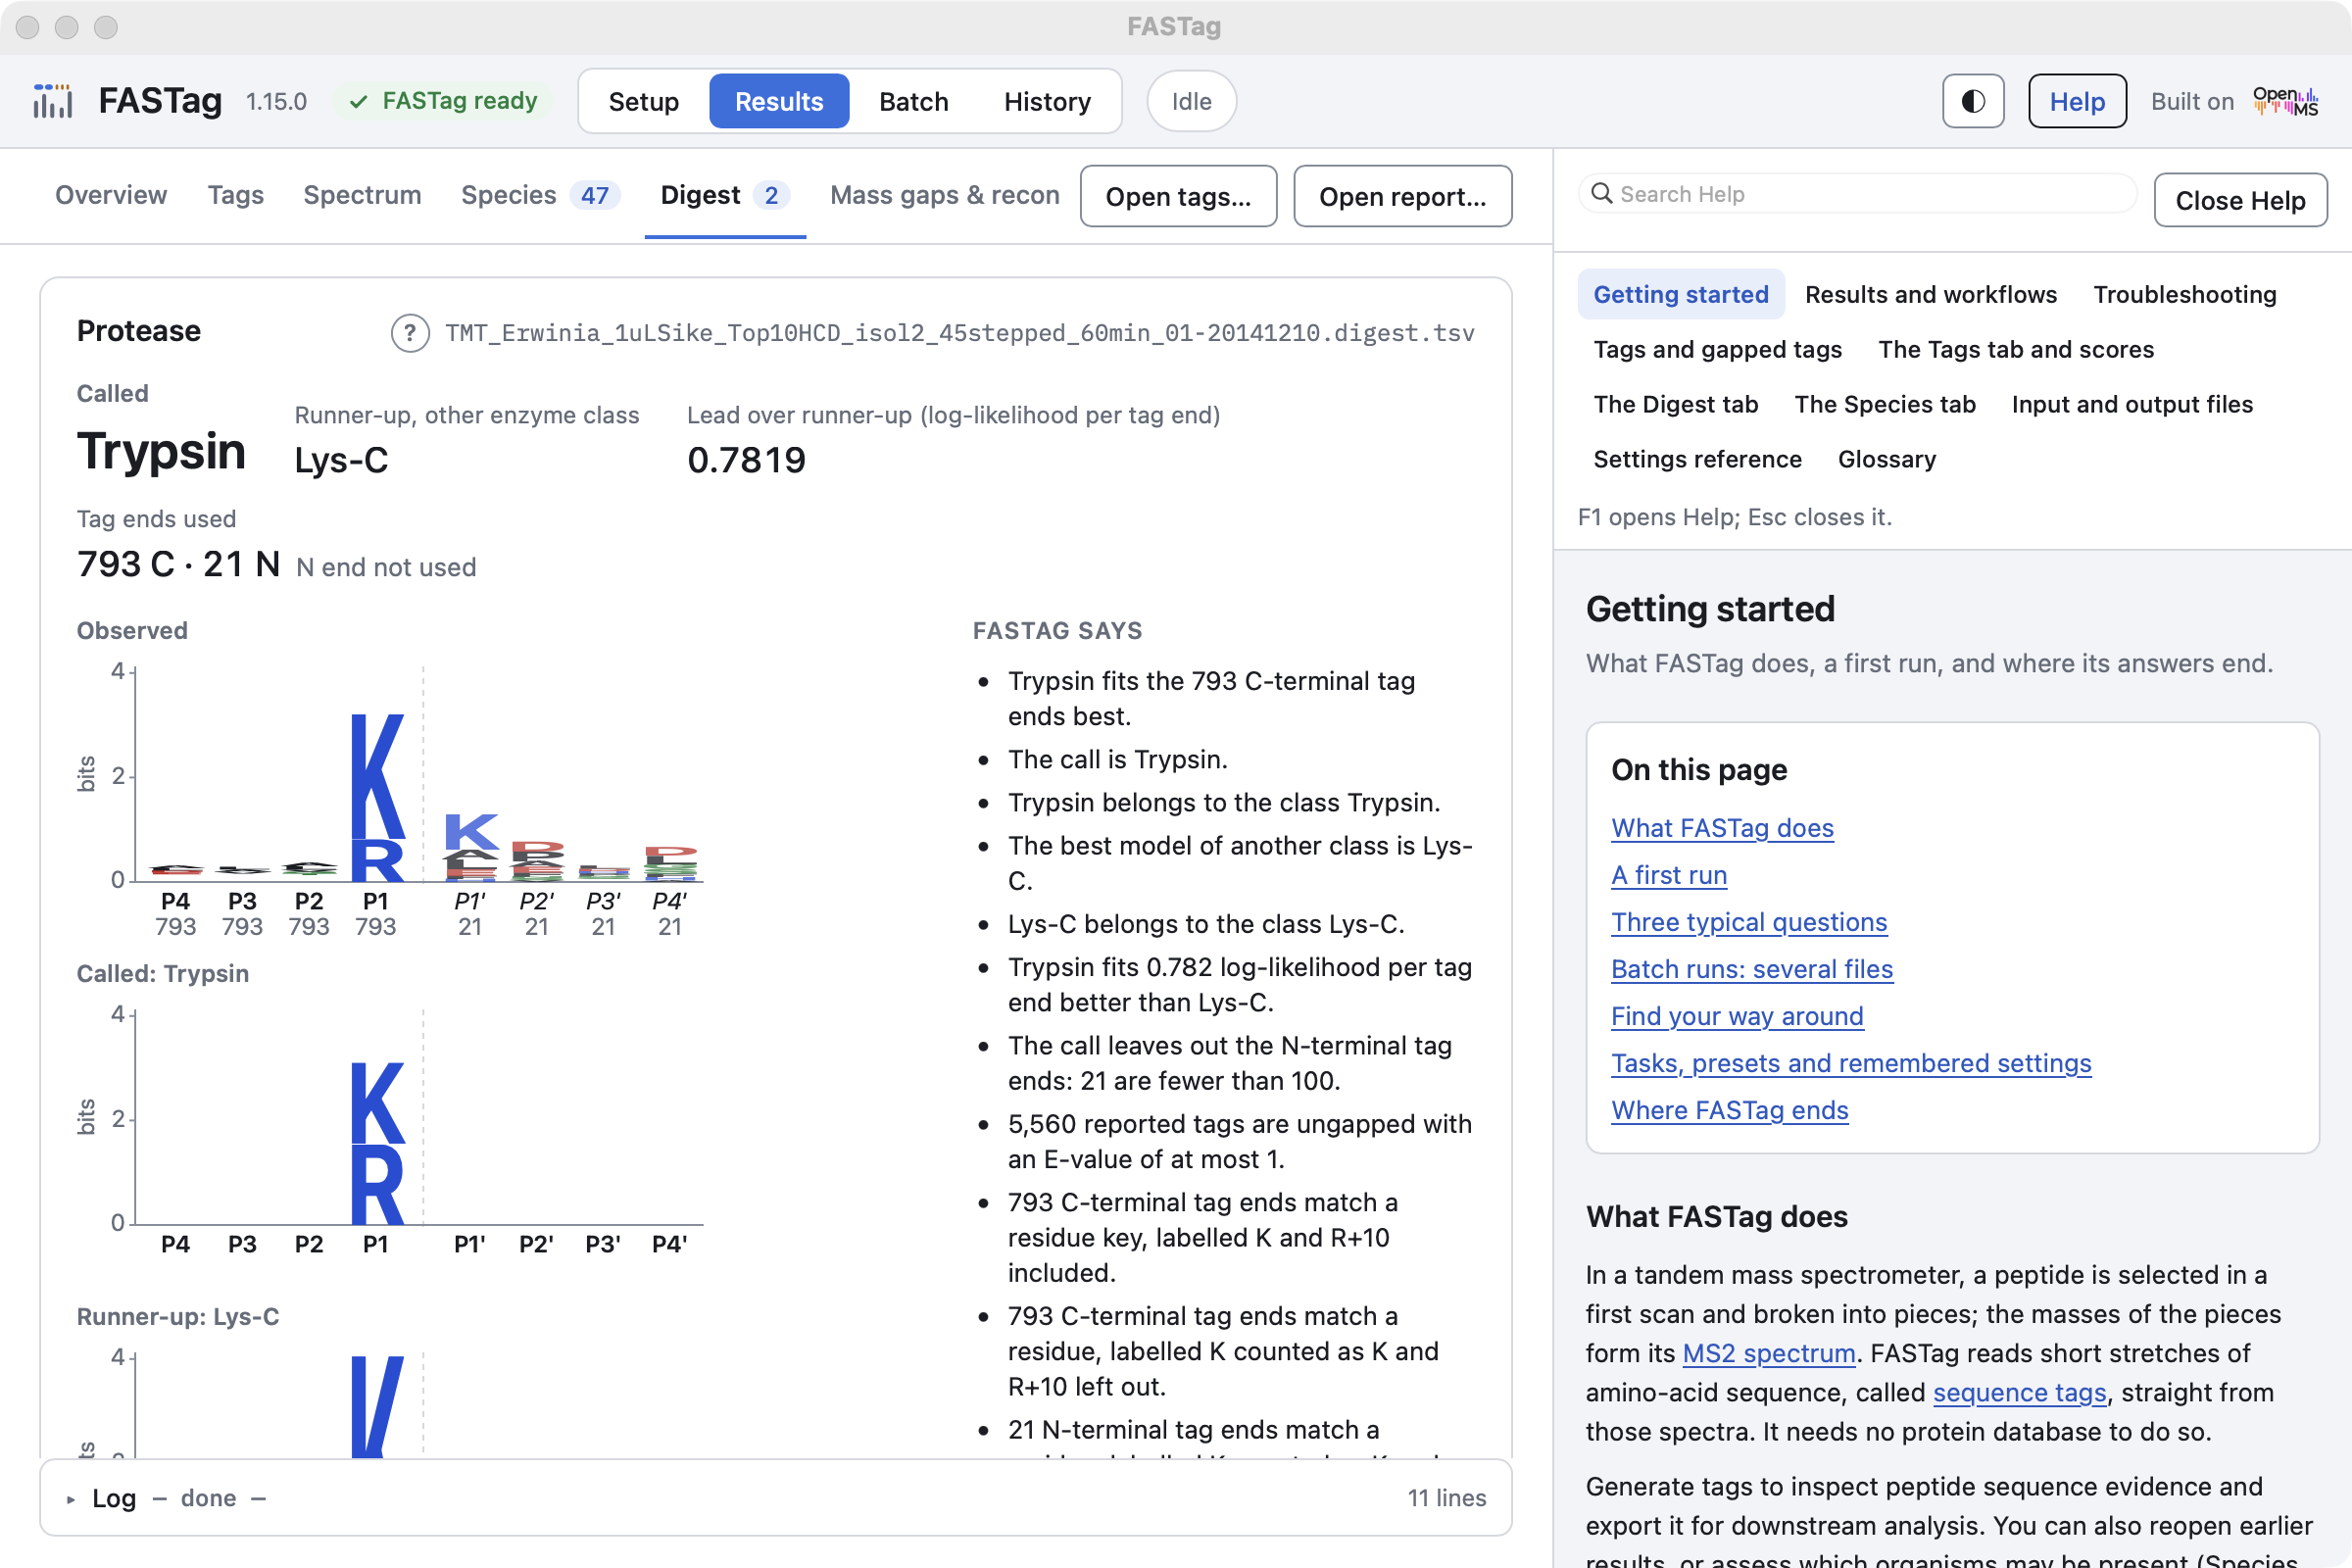 FASTag
FASTag 1.15.0 FASTag ready Setup Results Batch History Idle Help Built on OpenMS
Overview Tags Spectrum Species 47 Digest 2 Mass gaps & recon Open tags... Open report...
Protease ? TMT_Erwinia_1uLSike_Top10HCD_isol2_45stepped_60min_01-20141210.digest.tsv
Called
Trypsin
Runner-up, other enzyme class
Lys-C
Lead over runner-up (log-likelihood per tag end)
0.7819
Tag ends used
793 C · 21 N N end not used
Observed
4
bits 2
0
K
R
K
P4 P3 P2 P1 P1' P2' P3' P4'
793 793 793 793 21 21 21 21
Called: Trypsin
4
bits 2
0
K
R
P4 P3 P2 P1 P1' P2' P3' P4'
Runner-up: Lys-C
4
FASTAG SAYS
• Trypsin fits the 793 C-terminal tag
ends best.
• The call is Trypsin.
• Trypsin belongs to the class Trypsin.
• The best model of another class is Lys-
C.
• Lys-C belongs to the class Lys-C.
• Trypsin fits 0.782 log-likelihood per tag
end better than Lys-C.
• The call leaves out the N-terminal tag
ends: 21 are fewer than 100.
• 5,560 reported tags are ungapped with
an E-value of at most 1.
• 793 C-terminal tag ends match a
residue key, labelled K and R+10
included.
• 793 C-terminal tag ends match a
residue, labelled K counted as K and
R+10 left out.
• 21 N-terminal tag ends match a
Log – done – 11 lines
Search Help Close Help
Getting started Results and workflows Troubleshooting
Tags and gapped tags The Tags tab and scores
The Digest tab The Species tab Input and output files
Settings reference Glossary
F1 opens Help; Esc closes it.
Getting started
What FASTag does, a first run, and where its answers end.
On this page
What FASTag does
A first run
Three typical questions
Batch runs: several files
Find your way around
Tasks, presets and remembered settings
Where FASTag ends
What FASTag does
In a tandem mass spectrometer, a peptide is selected in a
first scan and broken into pieces; the masses of the pieces
form its MS2 spectrum. FASTag reads short stretches of
amino-acid sequence, called sequence tags, straight from
those spectra. It needs no protein database to do so.
Generate tags to inspect peptide sequence evidence and
export it for downstream analysis. You can also reopen earlier
results, or assess which organisms may be present (Species